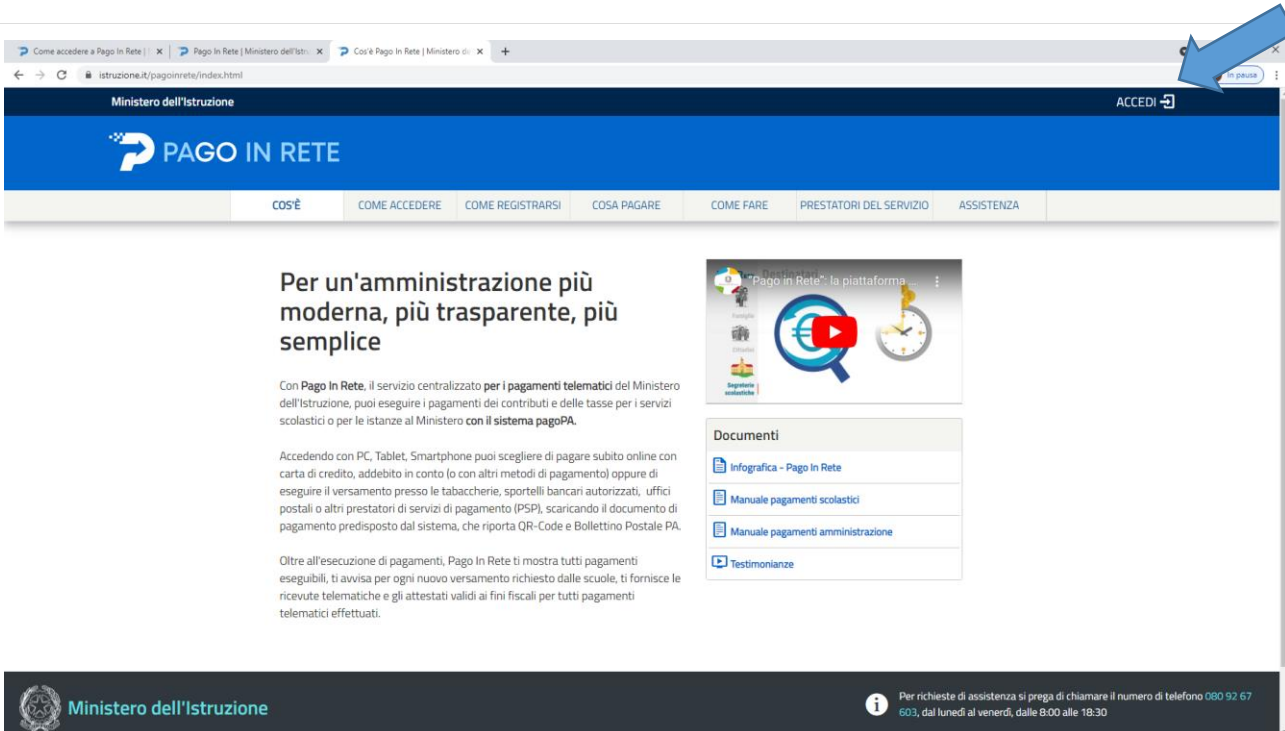 Come accedere a Pago In Rete |
Pago In Rete | Ministero dell'Istru
Cos'è Pago In Rete | Ministero de
istruzione.it/pagoinrete/index.html
In pausa
Ministero dell'Istruzione
ACCEDI
PAGO IN RETE
COS'È
COME ACCEDERE
COME REGISTRARSI
COSA PAGARE
COME FARE
PRESTATORI DEL SERVIZIO
ASSISTENZA
Per un'amministrazione più
moderna, più trasparente, più
semplice
Con Pago In Rete, il servizio centralizzato per i pagamenti telematici del Ministero
dell'Istruzione, puoi eseguire i pagamenti dei contributi e delle tasse per i servizi
scolastici o per le istanze al Ministero con il sistema pagoPA.
Accedendo con PC, Tablet, Smartphone puoi scegliere di pagare subito online con
carta di credito, addebito in conto (o con altri metodi di pagamento) oppure di
eseguire il versamento presso le tabaccherie, sportelli bancari autorizzati, uffici
postali o altri prestatori di servizi di pagamento (PSP), scaricando il documento di
pagamento predisposto dal sistema, che riporta QR-Code e Bollettino Postale PA.
Oltre all'esecuzione di pagamenti, Pago In Rete ti mostra tutti pagamenti
eseguibili, ti avvisa per ogni nuovo versamento richiesto dalle scuole, ti fornisce le
ricevute telematiche e gli attestati validi ai fini fiscali per tutti pagamenti
telematici effettuati.
Destinatari
"Pago in Rete": la piattaforma ...
Famiglie
Cittadini
Segreterie
scolastiche
Documenti
Infografica - Pago In Rete
Manuale pagamenti scolastici
Manuale pagamenti amministrazione
Testimonianze
Ministero dell'Istruzione
Per richieste di assistenza si prega di chiamare il numero di telefono 080 92 67
603, dal lunedì al venerdì, dalle 8:00 alle 18:30